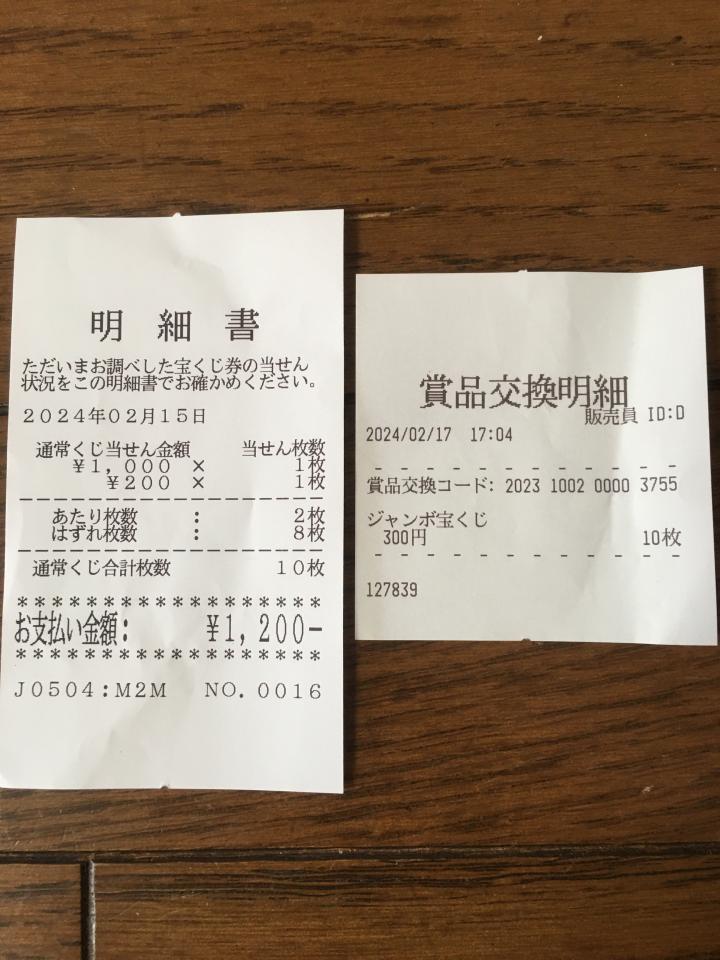 明細書
ただいまお調べした宝くじ券の当せん
状況をこの明細書でお確かめください。
2024年02月15日
通常くじ当せん金額 当せん枚数
¥1,000 × 1枚
¥200 × 1枚
あたり枚数 : 2枚
はずれ枚数 : 8枚
通常くじ合計枚数 10枚
*****************
お支払い金額: ¥1,200-
*****************
J0504:M2M NO.0016
賞品交換明細
販売員 ID:D
2024/02/17 17:04
賞品交換コード: 2023 1002 0000 3755
ジャンボ宝くじ
300円 10枚
127839